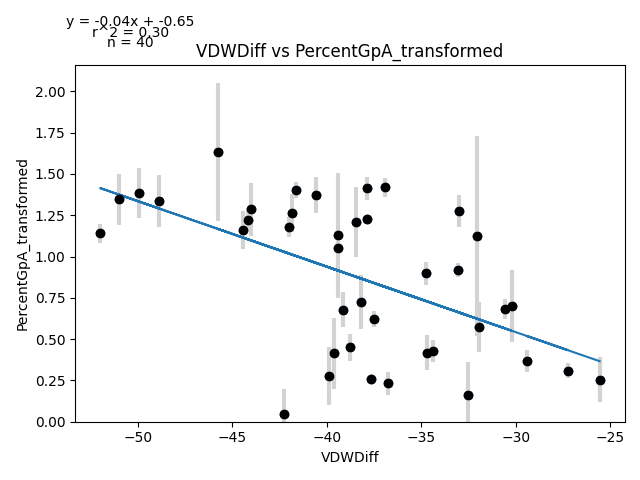 y = -0.04x + -0.65
r^2 = 0.30
n = 40
VDWDiff vs PercentGpA_transformed
2.00
1.75
1.50
1.25
1.00
0.75
0.50
0.25
0.00
PercentGpA_transformed
−50 −45 −40 −35 −30 −25
VDWDiff